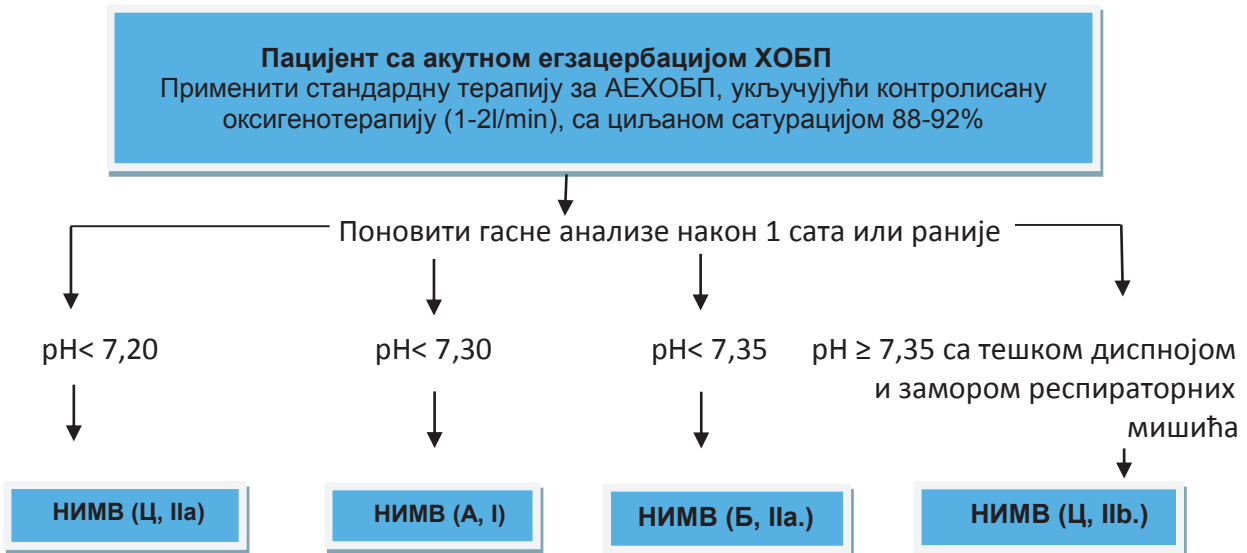 Пацијент са акутном егзацербацијом ХОБП
Применити стандардну терапију за АЕХОБП, укључујући контролисану
оксигенотерапију (1-2l/min), са циљаном сатурацијом 88-92%
Поновити гасне анализе након 1 сата или раније
pH< 7,20
pH< 7,30
pH< 7,35
pH ≥ 7,35 са тешком диспнојом
и замором респираторних
мишића
НИМВ (Ц, IIa)
НИМВ (А, I)
НИМВ (Б, IIa.)
НИМВ (Ц, IIb.)